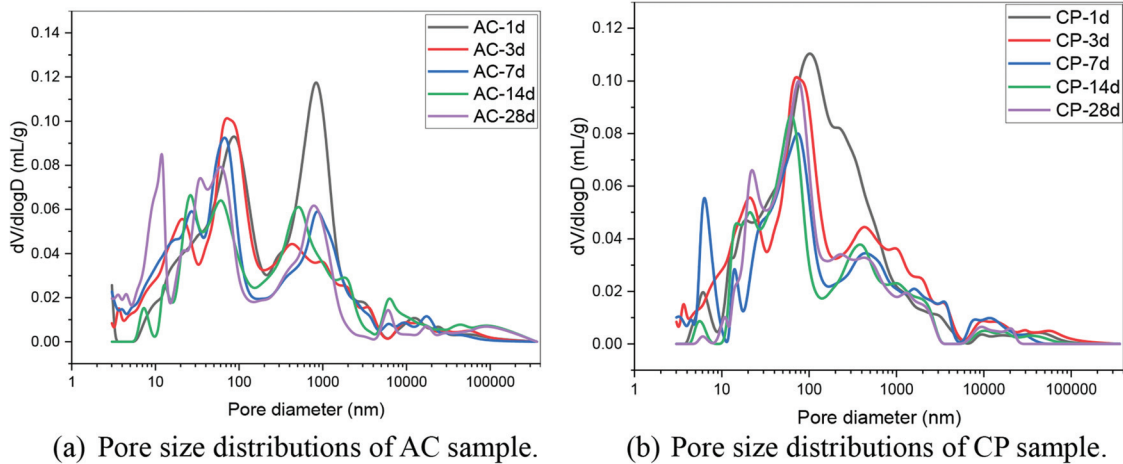 AC-1d
AC-3d
AC-7d
AC-14d
AC-28d
0.14
0.12
0.10
0.08
0.06
0.04
0.02
0.00
dV/dlogD (mL/g)
1 10 100 1000 10000 100000
Pore diameter (nm)
(a) Pore size distributions of AC sample.
CP-1d
CP-3d
CP-7d
CP-14d
CP-28d
0.12
0.10
0.08
0.06
0.04
0.02
0.00
dV/dlogD (mL/g)
1 10 100 1000 10000 100000
Pore diameter (nm)
(b) Pore size distributions of CP sample.